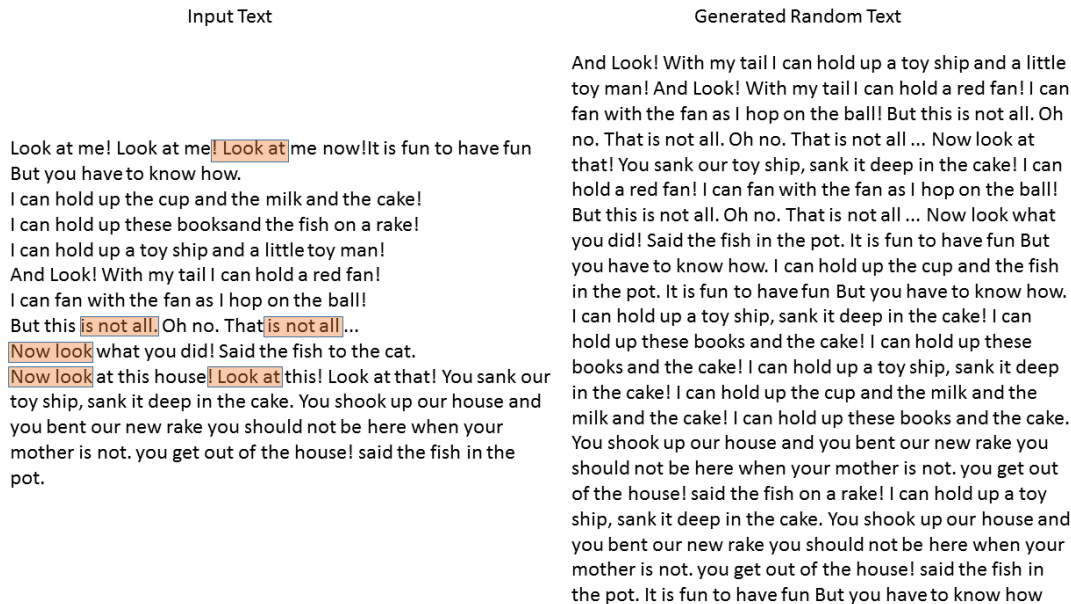 Input Text
Look at me! Look at me! Look at me now!It is fun to have fun
But you have to know how.
I can hold up the cup and the milk and the cake!
I can hold up these booksand the fish on a rake!
I can hold up a toy ship and a little toy man!
And Look! With my tail I can hold a red fan!
I can fan with the fan as I hop on the ball!
But this is not all. Oh no. That is not all ...
Now look what you did! Said the fish to the cat.
Now look at this house! Look at this! Look at that! You sank our
toy ship, sank it deep in the cake. You shook up our house and
you bent our new rake you should not be here when your
mother is not. you get out of the house! said the fish in the
pot.
Generated Random Text
And Look! With my tail I can hold up a toy ship and a little
toy man! And Look! With my tail I can hold a red fan! I can
fan with the fan as I hop on the ball! But this is not all. Oh
no. That is not all. Oh no. That is not all ... Now look at
that! You sank our toy ship, sank it deep in the cake! I can
hold a red fan! I can fan with the fan as I hop on the ball!
But this is not all. Oh no. That is not all ... Now look what
you did! Said the fish in the pot. It is fun to have fun But
you have to know how. I can hold up the cup and the fish
in the pot. It is fun to have fun But you have to know how.
I can hold up a toy ship, sank it deep in the cake! I can
hold up these books and the cake! I can hold up these
books and the cake! I can hold up a toy ship, sank it deep
in the cake! I can hold up the cup and the milk and the
milk and the cake! I can hold up these books and the cake.
You shook up our house and you bent our new rake you
should not be here when your mother is not. you get out
of the house! said the fish on a rake! I can hold up a toy
ship, sank it deep in the cake. You shook up our house and
you bent our new rake you should not be here when your
mother is not. you get out of the house! said the fish in
the pot. It is fun to have fun But you have to know how